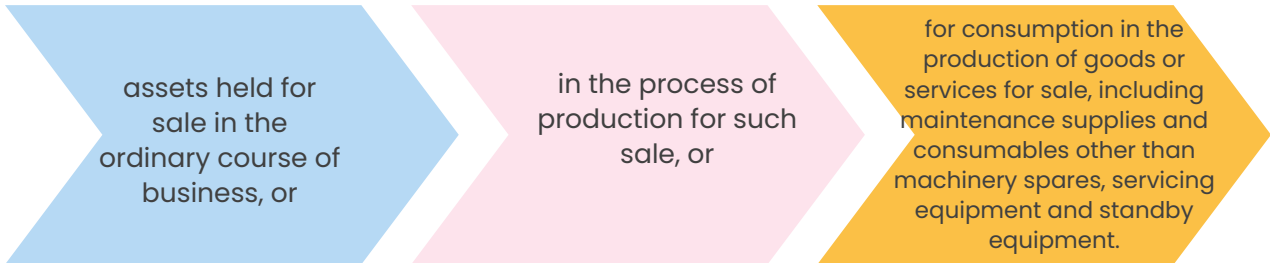 assets held for
sale in the
ordinary course of
business, or
in the process of
production for such
sale, or
for consumption in the
production of goods or
services for sale, including
maintenance supplies and
consumables other than
machinery spares, servicing
equipment and standby
equipment.